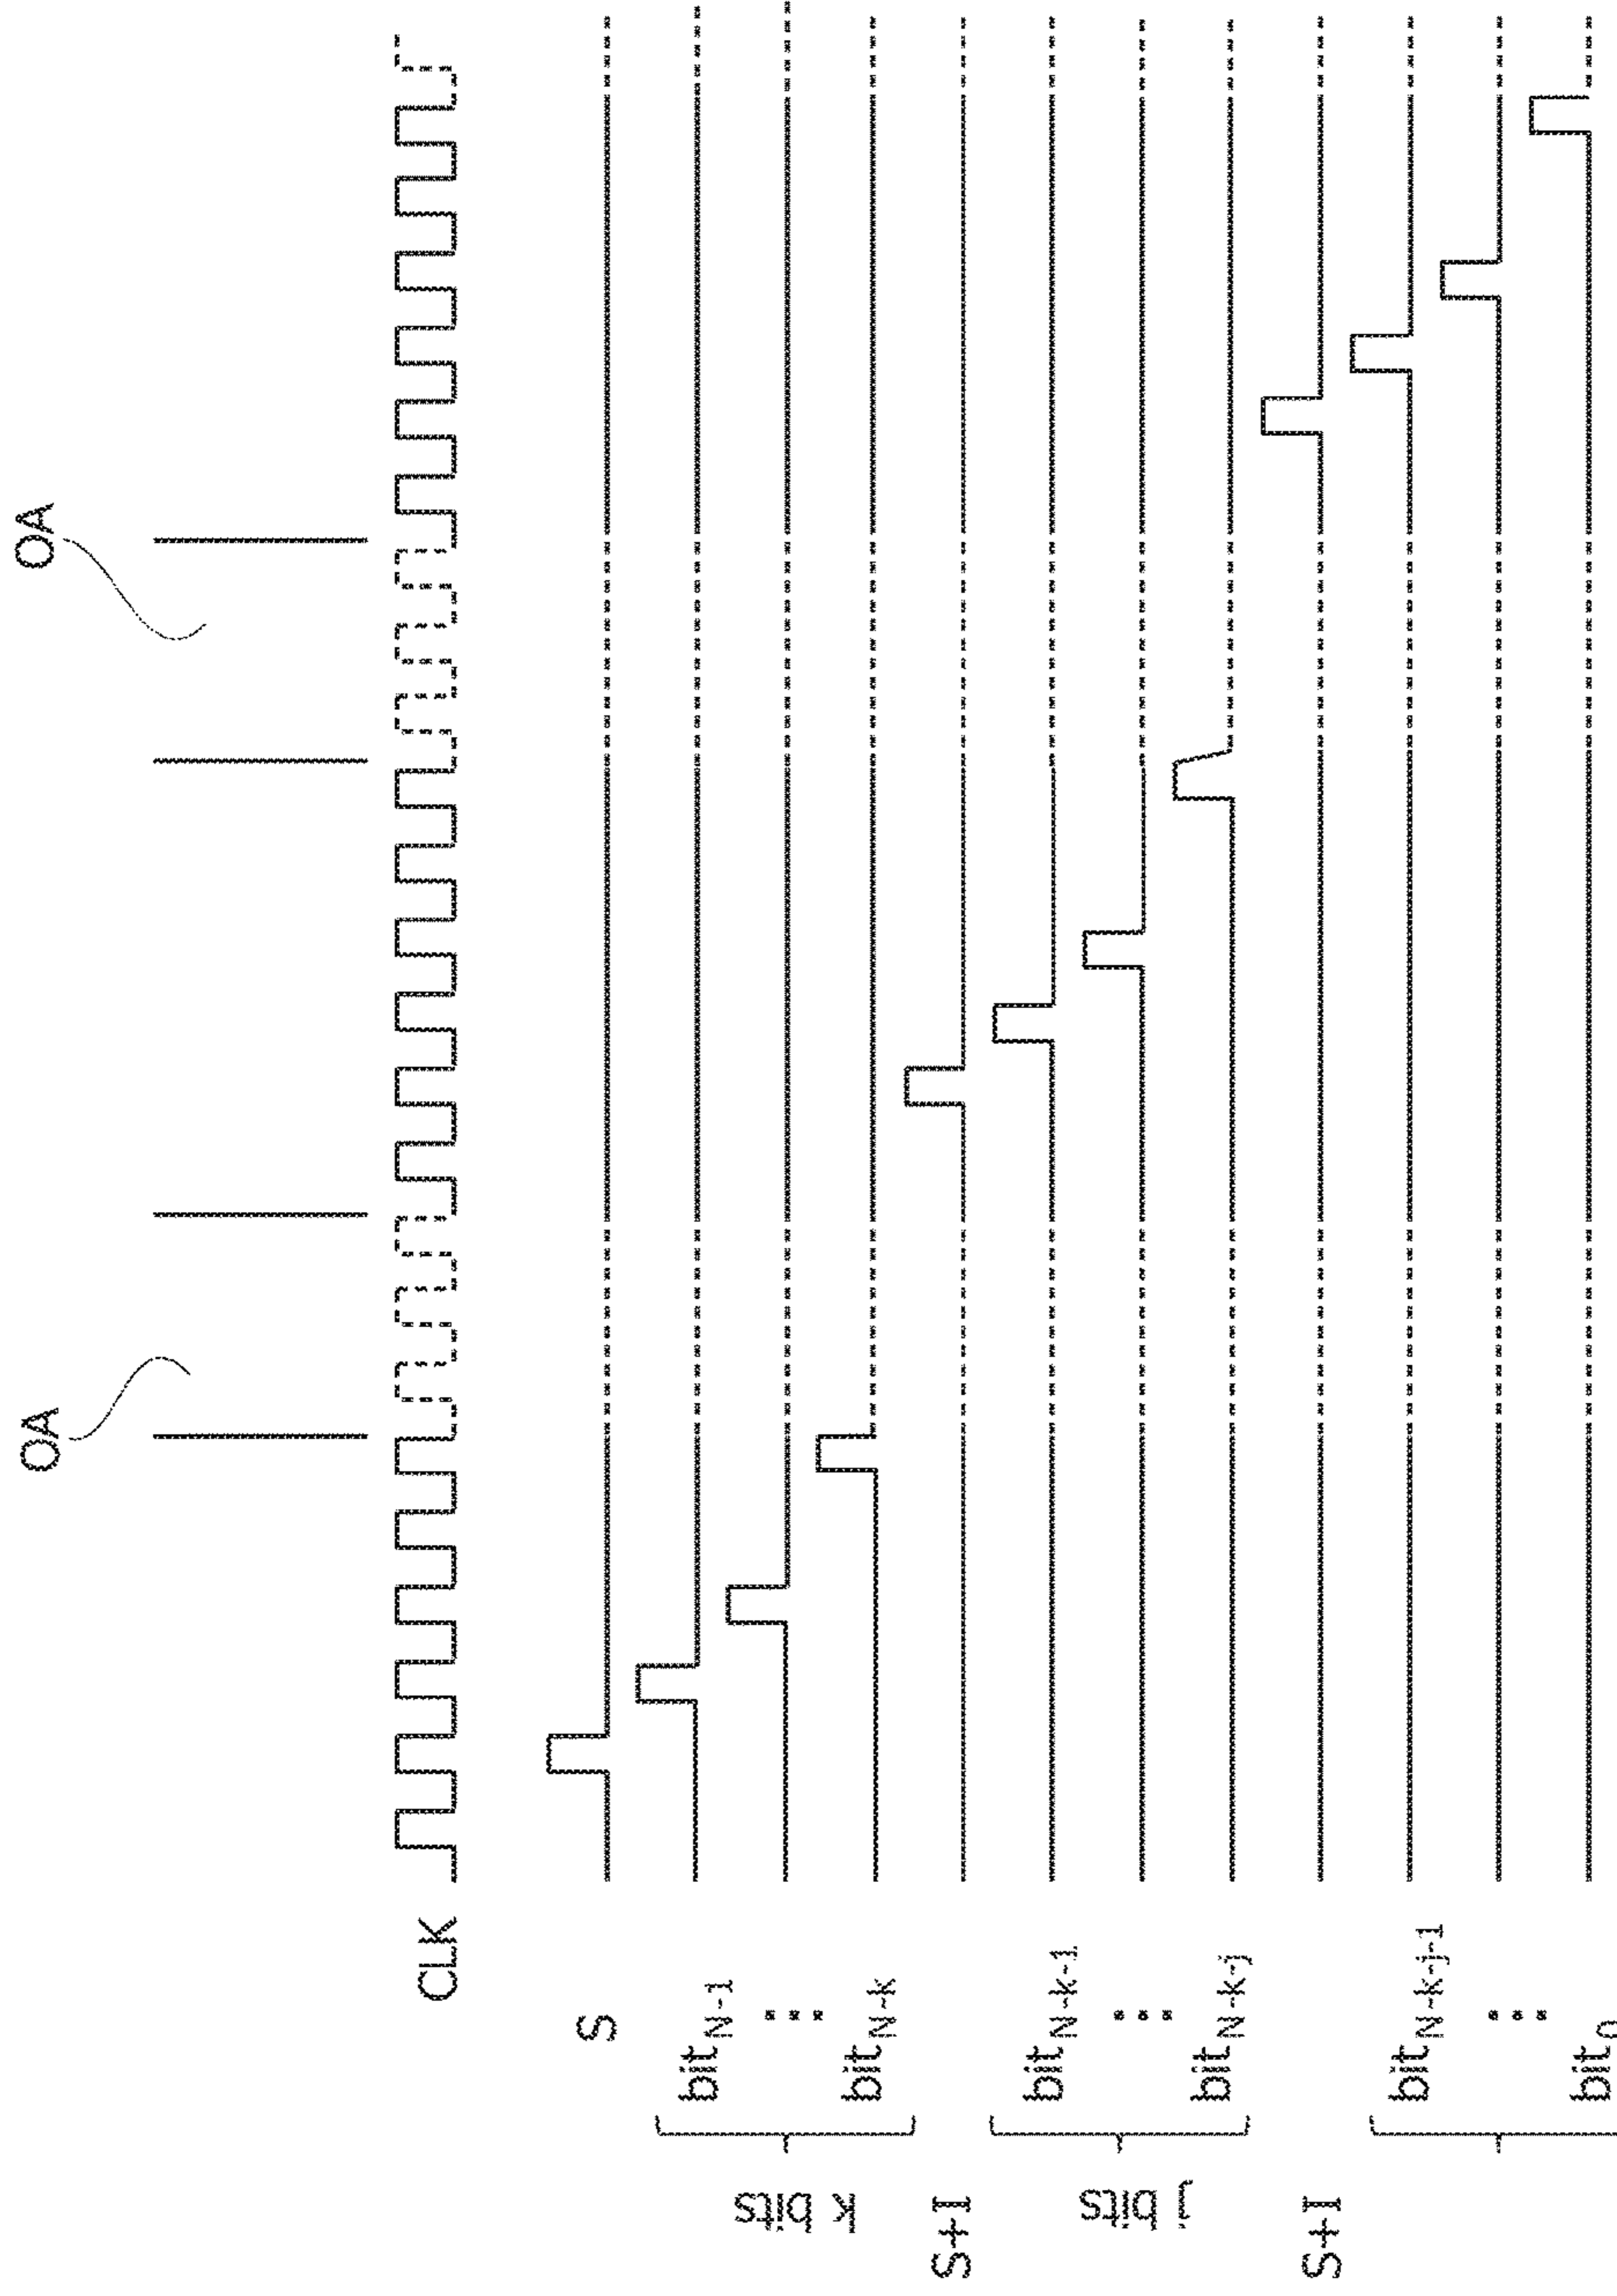 OA
OA
CLK
S
bit N-1
bit N-k
k bits
S+I
bit N-k-1
bit N-k-j
j bits
S+I
bit N-k-j-1
bit 0